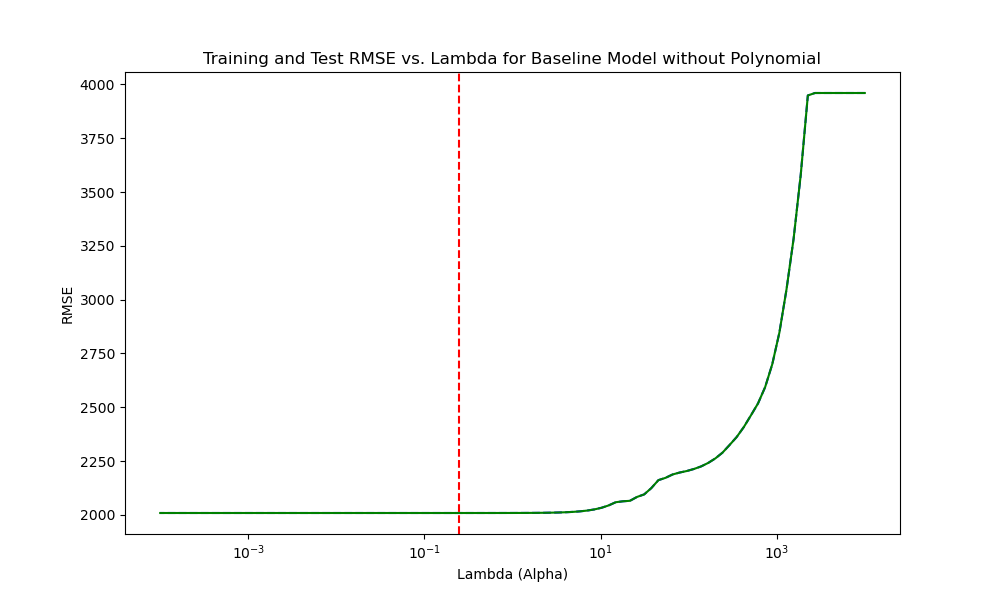 Training and Test RMSE vs. Lambda for Baseline Model without Polynomial
4000
3750
3500
3250
3000
2750
2500
2250
2000
RMSE
10⁻³ 10⁻¹ 10¹ 10³
Lambda (Alpha)